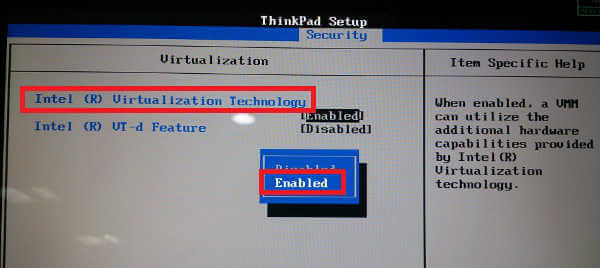 ThinkPad Setup
Security
Virtualization
Item Specific Help
Intel (R) Virtualization Technology
[Enabled]
Intel (R) VT-d Feature
[Disabled]
Disabled
Enabled
When enabled, a VMM
can utilize the
additional hardware
capabilities provided
by Intel(R)
Virtualization
technology.